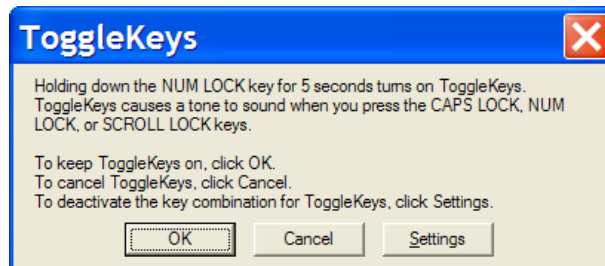 ToggleKeys
Holding down the NUM LOCK key for 5 seconds turns on ToggleKeys.
ToggleKeys causes a tone to sound when you press the CAPS LOCK, NUM
LOCK, or SCROLL LOCK keys.
To keep ToggleKeys on, click OK.
To cancel ToggleKeys, click Cancel.
To deactivate the key combination for ToggleKeys, click Settings.
OK Cancel Settings